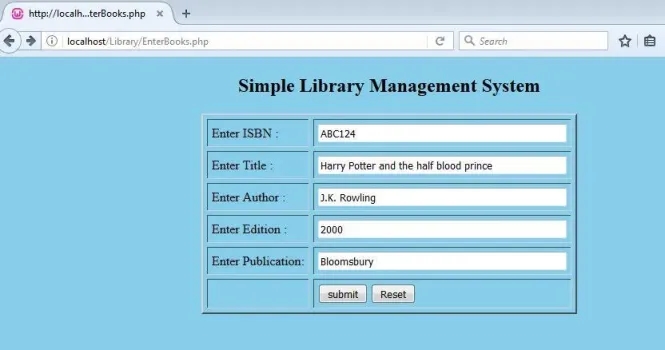 http://localh...terBooks.php
localhost/Library/EnterBooks.php
Search
Simple Library Management System
Enter ISBN : ABC124
Enter Title : Harry Potter and the half blood prince
Enter Author : J.K. Rowling
Enter Edition : 2000
Enter Publication: Bloomsbury
submit Reset